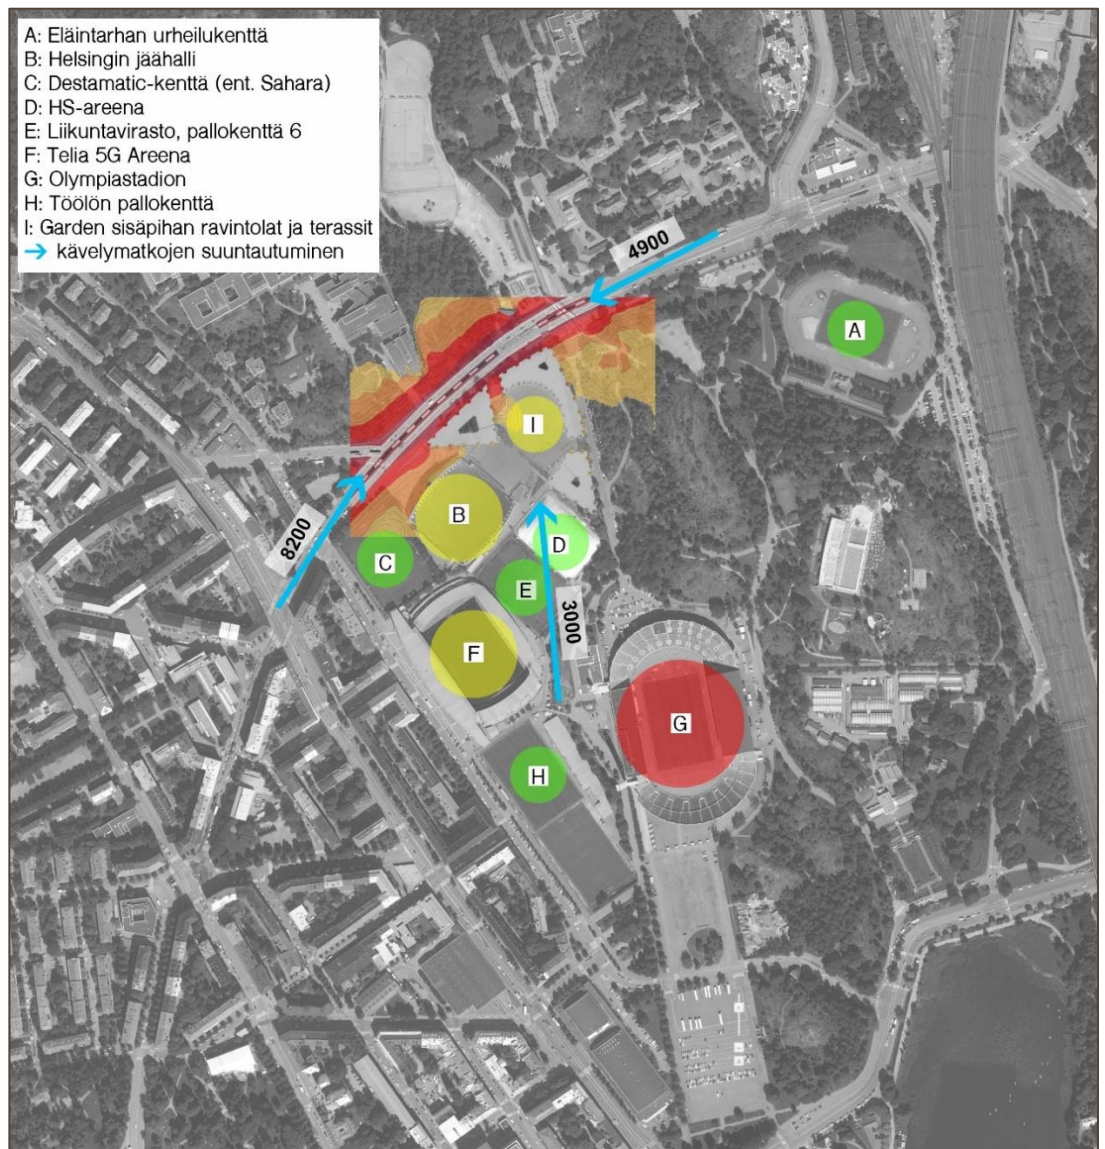 A: Eläintarhan urheilukenttä
B: Helsingin jäähalli
C: Destamatic-kenttä (ent. Sahara)
D: HS-areena
E: Liikuntavirasto, pallokenttä 6
F: Telia 5G Areena
G: Olympiastadion
H: Töölön pallokenttä
I: Garden sisäpihan ravintolat ja terassit
→ kävelymatkojen suuntautuminen
4900
A
I
B
8200
D
C
E
3000
F
G
H